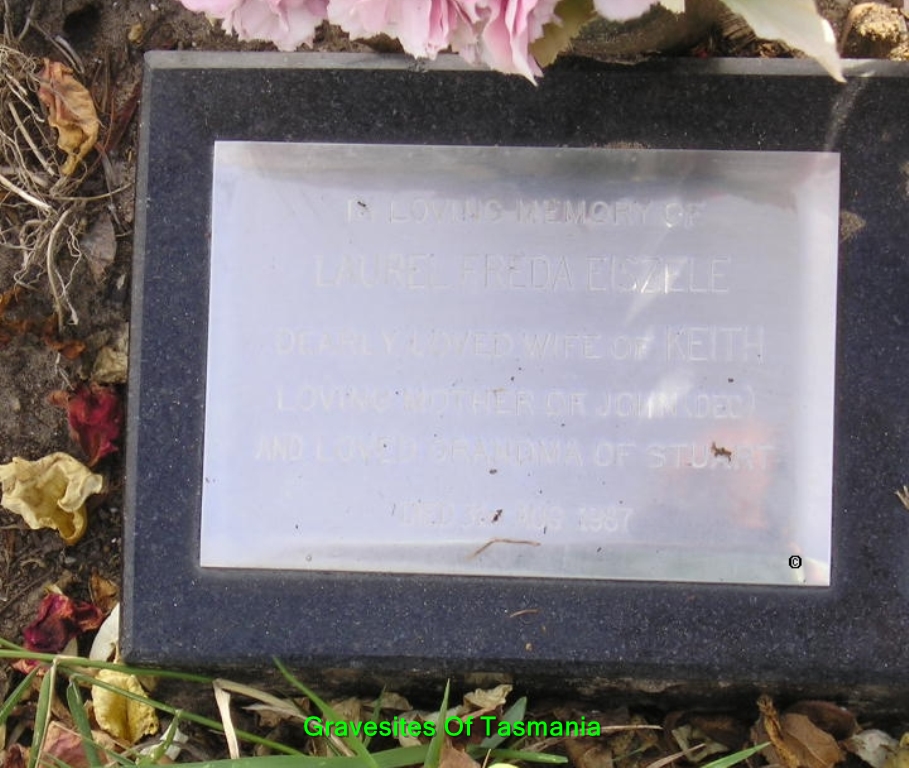 IN LOVING MEMORY OF
LAUREL FREDA EISZELE
DEARLY LOVED WIFE OF KEITH
LOVING MOTHER OF JOHN (DEC)
AND LOVED GRANDMA OF STUART
DIED AUG 1987
©
Gravesites Of Tasmania